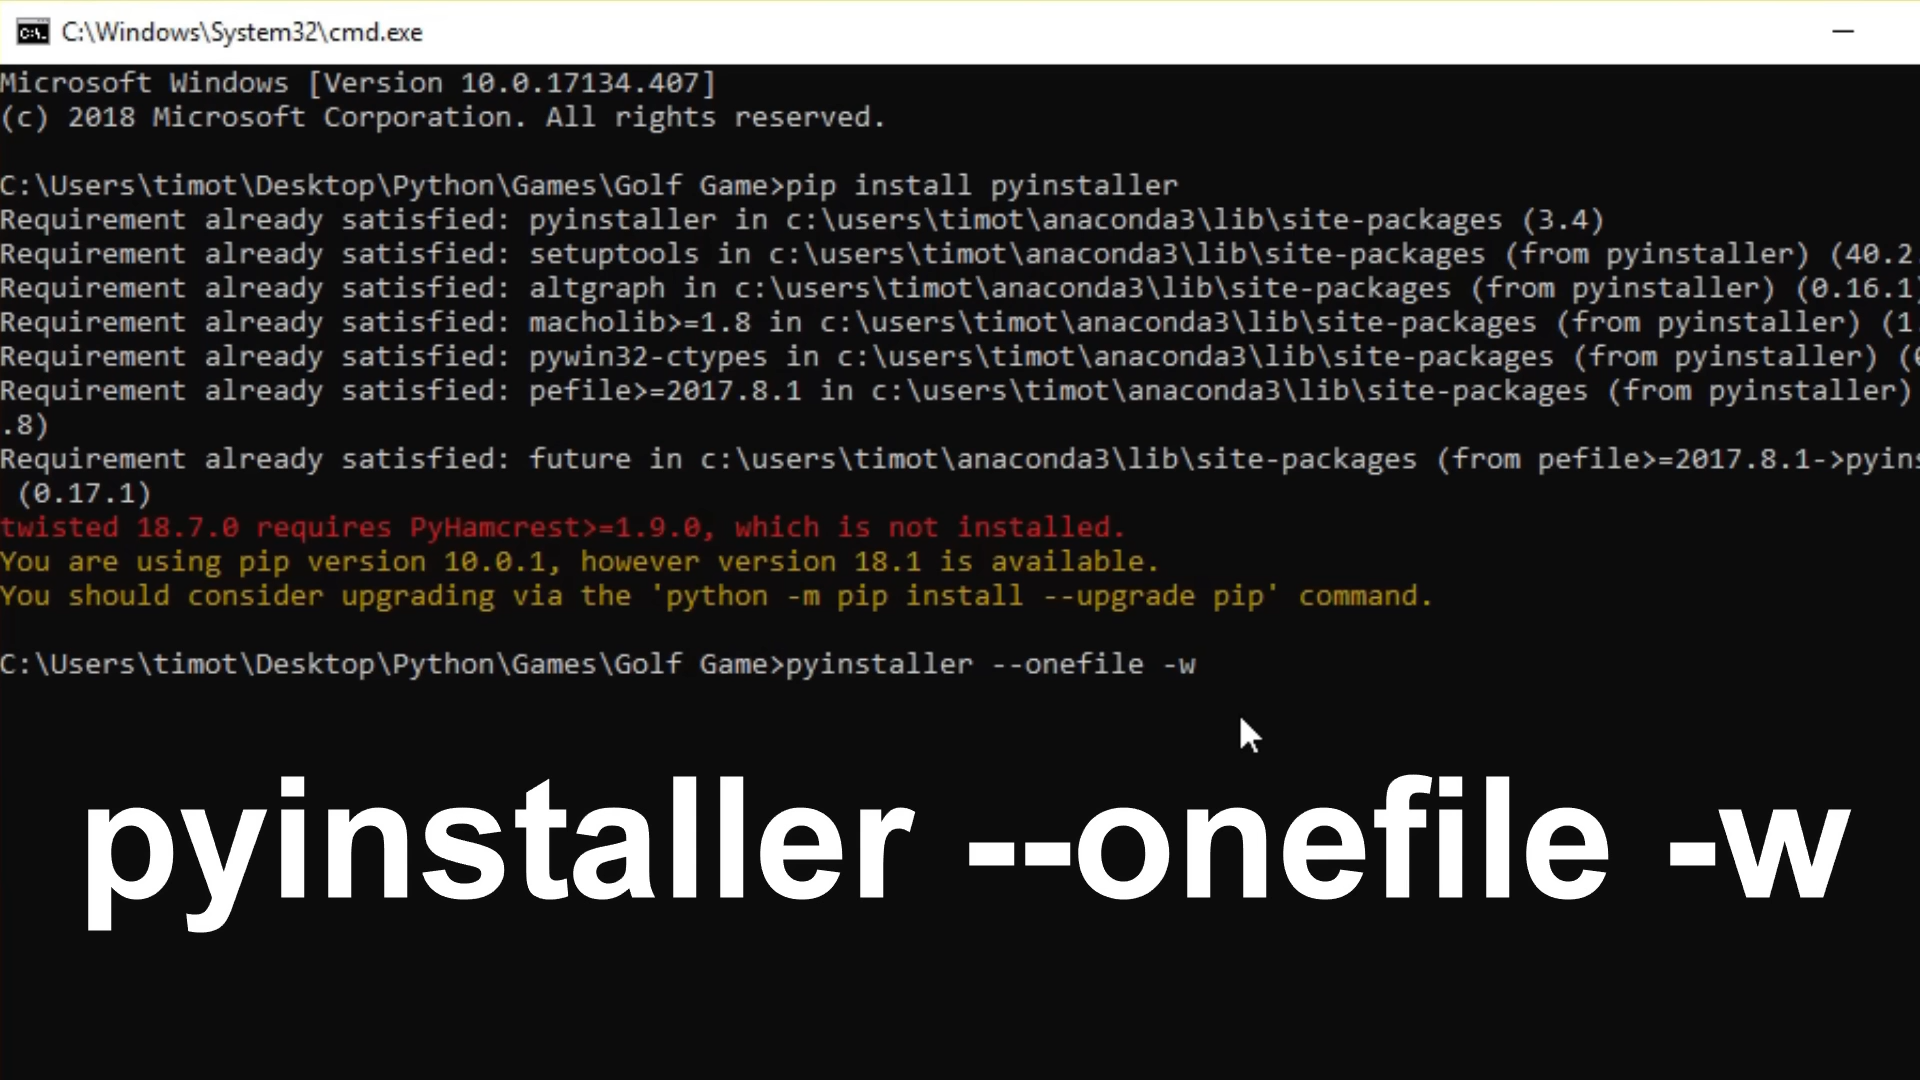 C:\Windows\System32\cmd.exe
Microsoft Windows [Version 10.0.17134.407]
(c) 2018 Microsoft Corporation. All rights reserved.
C:\Users\timot\Desktop\Python\Games\Golf Game>pip install pyinstaller
Requirement already satisfied: pyinstaller in c:\users\timot\anaconda3\lib\site-packages (3.4)
Requirement already satisfied: setuptools in c:\users\timot\anaconda3\lib\site-packages (from pyinstaller) (40.2.
Requirement already satisfied: altgraph in c:\users\timot\anaconda3\lib\site-packages (from pyinstaller) (0.16.1)
Requirement already satisfied: macholib>=1.8 in c:\users\timot\anaconda3\lib\site-packages (from pyinstaller) (1.
Requirement already satisfied: pywin32-ctypes in c:\users\timot\anaconda3\lib\site-packages (from pyinstaller) (0
Requirement already satisfied: pefile>=2017.8.1 in c:\users\timot\anaconda3\lib\site-packages (from pyinstaller)
.8)
Requirement already satisfied: future in c:\users\timot\anaconda3\lib\site-packages (from pefile>=2017.8.1->pyins
(0.17.1)
twisted 18.7.0 requires PyHamcrest>=1.9.0, which is not installed.
You are using pip version 10.0.1, however version 18.1 is available.
You should consider upgrading via the 'python -m pip install --upgrade pip' command.
C:\Users\timot\Desktop\Python\Games\Golf Game>pyinstaller --onefile -w
pyinstaller --onefile -w